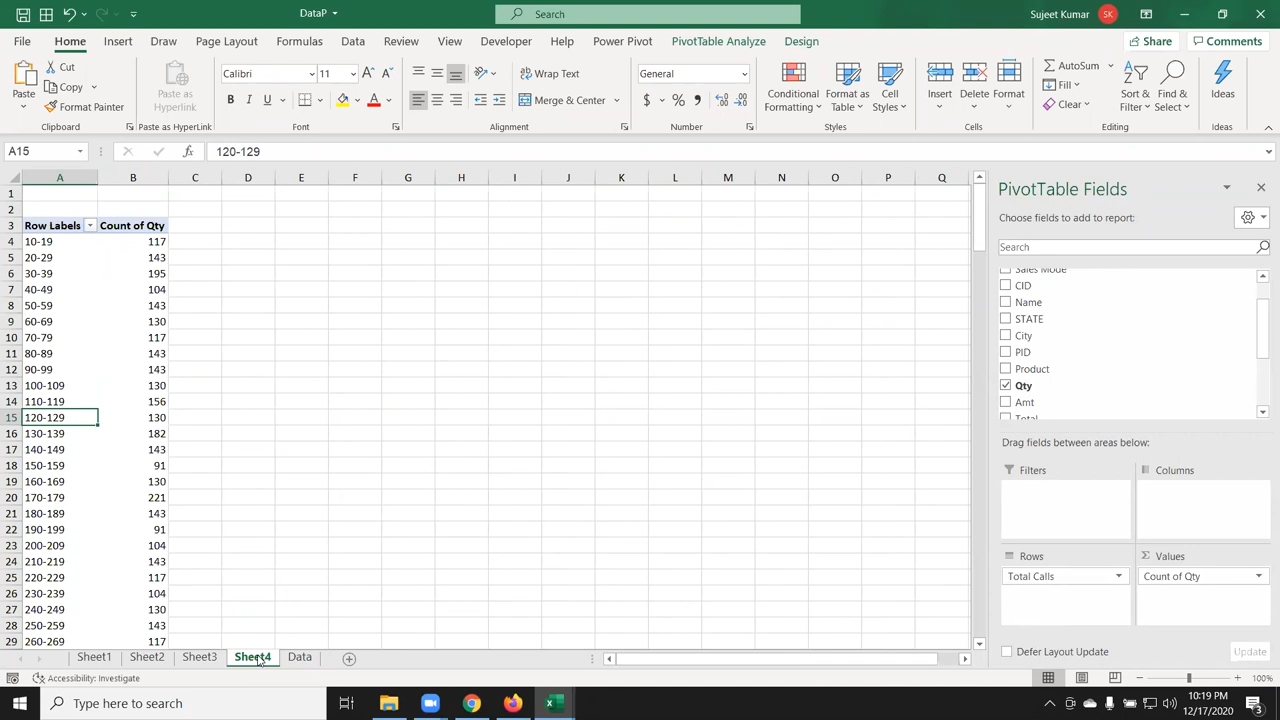 DataP
Search
Sujeet Kumar SK
File Home Insert Draw Page Layout Formulas Data Review View Developer Help Power Pivot PivotTable Analyze Design Share Comments
Paste
Cut
Copy
Format Painter
Clipboard
Paste as Hyperlink
Paste as HyperLink
Calibri 11
B I U
Font
Wrap Text
Merge & Center
Alignment
General
$ % ,
Number
Conditional Formatting
Format as Table
Cell Styles
Styles
Insert Delete Format
Cells
AutoSum
Fill
Clear
Sort & Filter
Find & Select
Editing
Ideas
Ideas
A15 fx 120-129
A B C D E F G H I J K L M N O P Q
1
2
3 Row Labels Count of Qty
4 10-19 117
5 20-29 143
6 30-39 195
7 40-49 104
8 50-59 143
9 60-69 130
10 70-79 117
11 80-89 143
12 90-99 143
13 100-109 130
14 110-119 156
15 120-129 130
16 130-139 182
17 140-149 143
18 150-159 91
19 160-169 130
20 170-179 221
21 180-189 143
22 190-199 91
23 200-209 104
24 210-219 143
25 220-229 117
26 230-239 104
27 240-249 130
28 250-259 143
29 260-269 117
PivotTable Fields
Choose fields to add to report:
Search
Sales Mode
CID
Name
STATE
City
PID
Product
Qty
Amt
Total
Drag fields between areas below:
Filters
Columns
Rows
Values
Total Calls
Count of Qty
Defer Layout Update
Update
Sheet1 Sheet2 Sheet3 Sheet4 Data
Accessibility: Investigate
100%
Type here to search
10:19 PM
12/17/2020
3